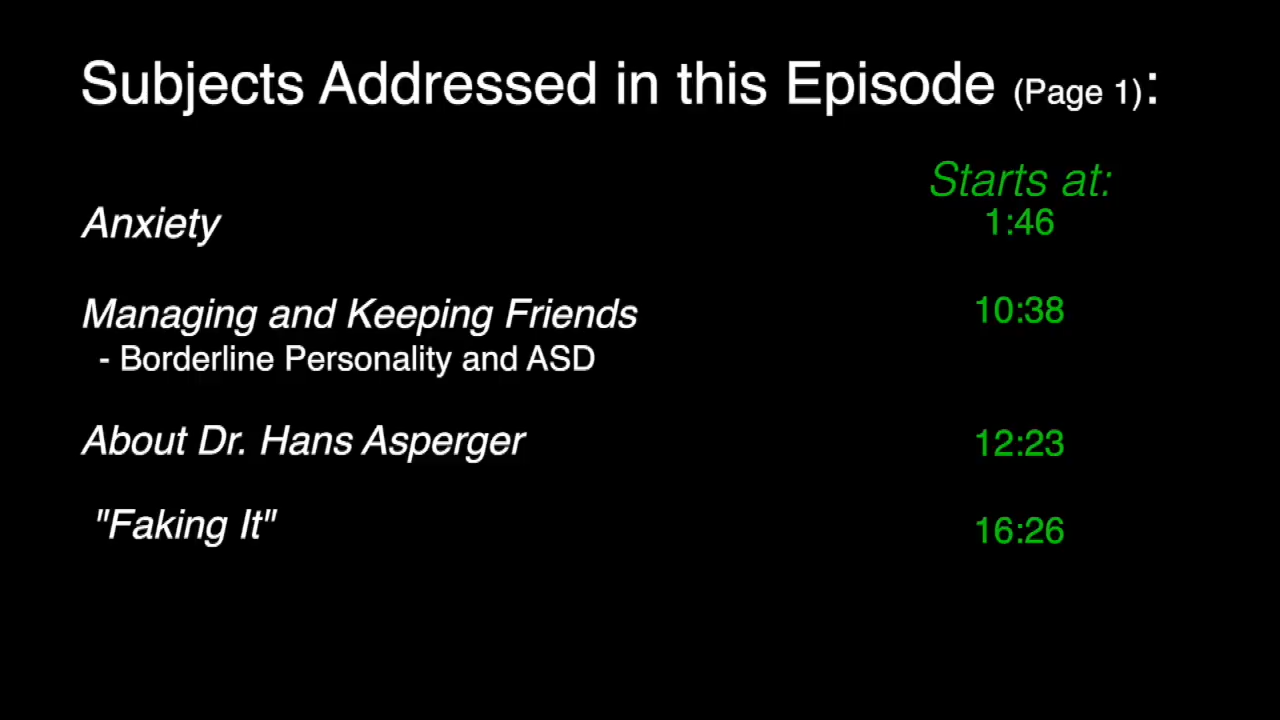 Subjects Addressed in this Episode (Page 1):
Starts at:
Anxiety 1:46
Managing and Keeping Friends 10:38
- Borderline Personality and ASD
About Dr. Hans Asperger 12:23
"Faking It" 16:26